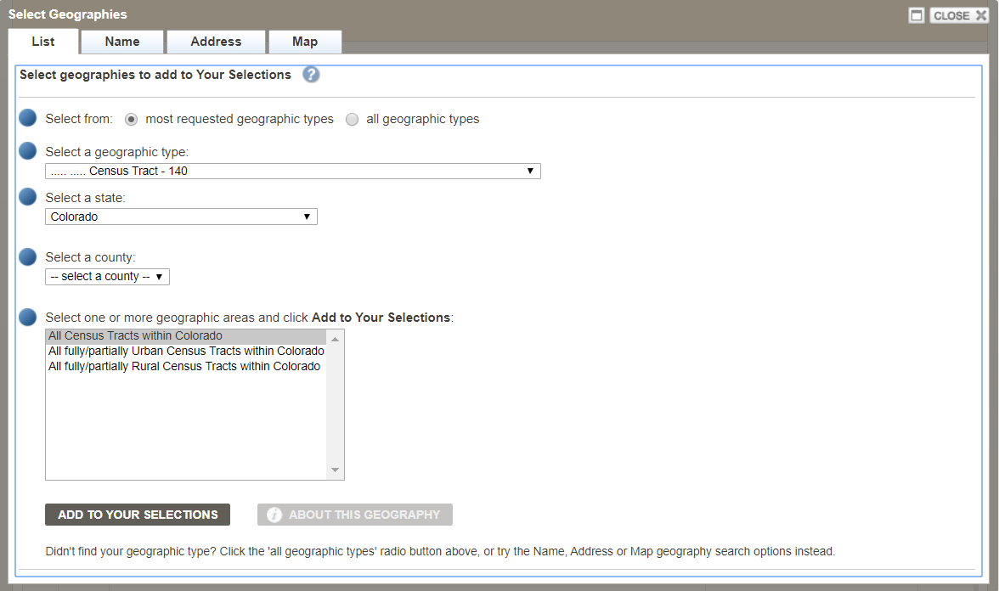 Select Geographies
CLOSE
List Name Address Map
Select geographies to add to Your Selections ?
Select from: most requested geographic types all geographic types
Select a geographic type:
..... ..... Census Tract - 140
Select a state:
Colorado
Select a county:
-- select a county --
Select one or more geographic areas and click Add to Your Selections:
All Census Tracts within Colorado
All fully/partially Urban Census Tracts within Colorado
All fully/partially Rural Census Tracts within Colorado
ADD TO YOUR SELECTIONS i ABOUT THIS GEOGRAPHY
Didn't find your geographic type? Click the 'all geographic types' radio button above, or try the Name, Address or Map geography search options instead.